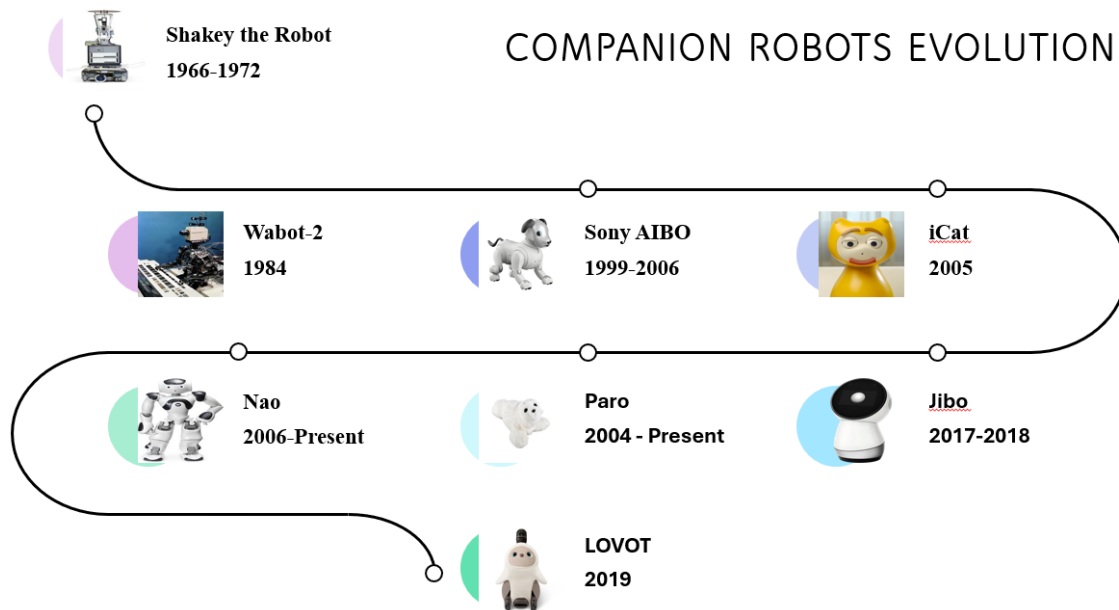 Shakey the Robot
1966-1972
COMPANION ROBOTS EVOLUTION
Wabot-2
1984
Sony AIBO
1999-2006
iCat
2005
Nao
2006-Present
Paro
2004 - Present
Jibo
2017-2018
LOVOT
2019